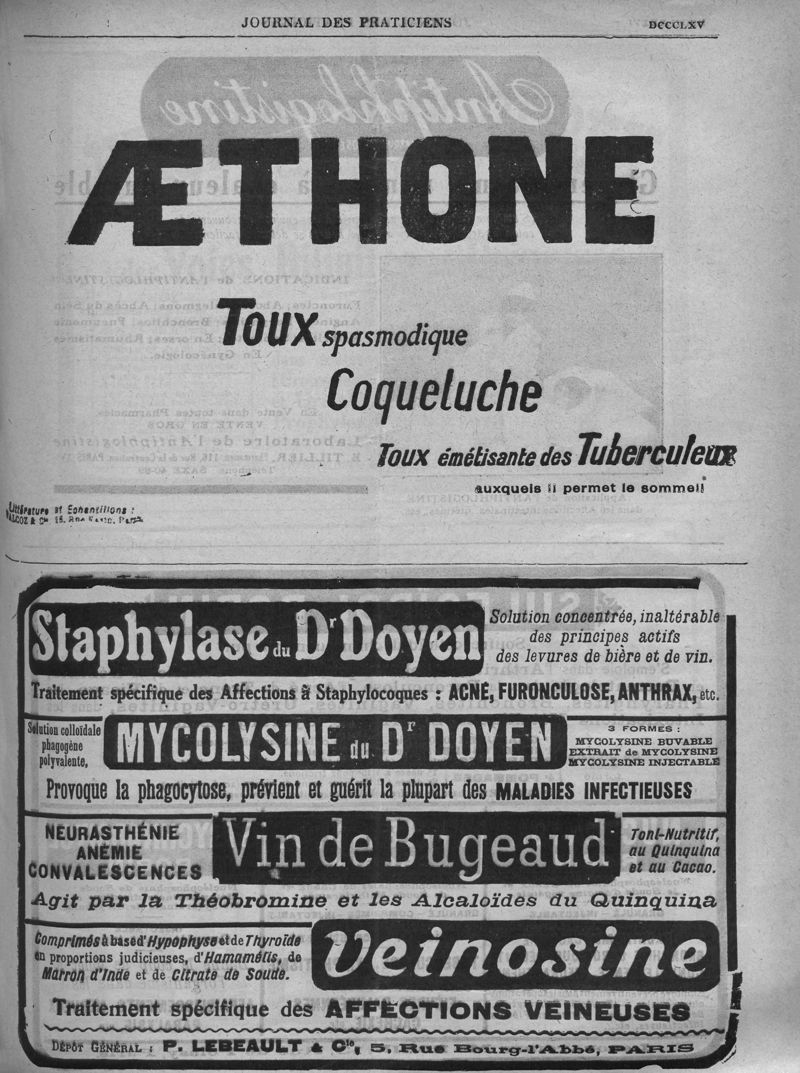 JOURNAL DES PRATICIENS DCCCLXV
ÆTHONE
Toux spasmodique
Coqueluche
Toux émétisante des Tuberculeux
auxquels il permet le sommeil
Littérature et Échantillons :
Staphylase du Dr Doyen
Solution concentrée, inaltérable
des principes actifs
des levures de bière et de vin.
Traitement spécifique des Affections à Staphylocoques : ACNÉ, FURONCULOSE, ANTHRAX, etc.
Solution colloïdale
phagogène
polyvalente,
MYCOLYSINE du Dr DOYEN
3 FORMES :
MYCOLYSINE BUVABLE
EXTRAIT de MYCOLYSINE
MYCOLYSINE INJECTABLE
Provoque la phagocytose, prévient et guérit la plupart des MALADIES INFECTIEUSES
NEURASTHÉNIE
ANÉMIE
CONVALESCENCES
Vin de Bugeaud
Toni-Nutritif,
au Quinquina
et au Cacao.
Agit par la Théobromine et les Alcaloïdes du Quinquina
Comprimés à base d'Hypophyse et de Thyroïde
en proportions judicieuses, d'Hamamélis, de
Marron d'Inde et de Citrate de Soude.
Veinosine
Traitement spécifique des AFFECTIONS VEINEUSES
DÉPÔT GÉNÉRAL : P. LEBEAULT & Cie, 5, Rue Bourg-l'Abbé, PARIS